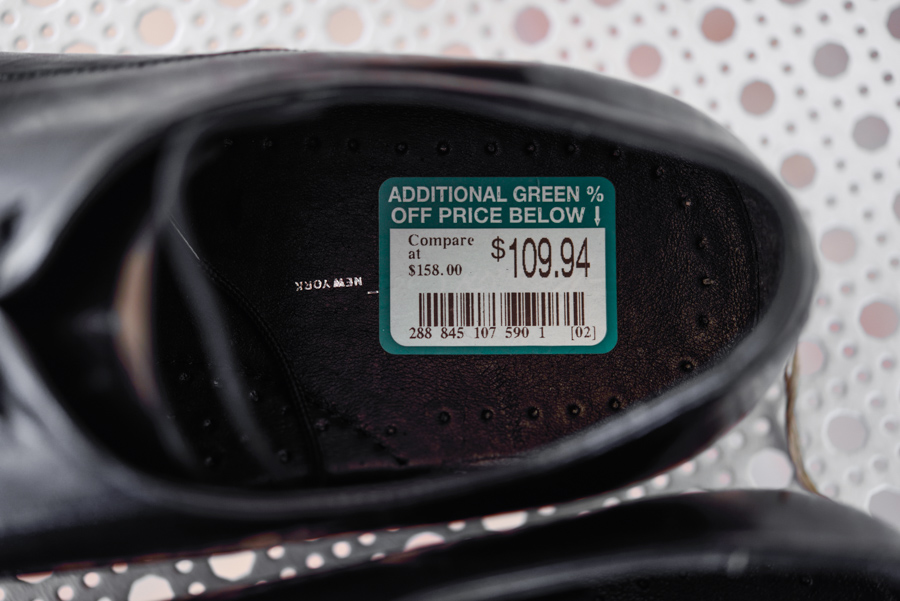 ADDITIONAL GREEN %
OFF PRICE BELOW ↓
Compare
at
$158.00
$109.94
288 845 107 590 1 [02]
NEW YORK